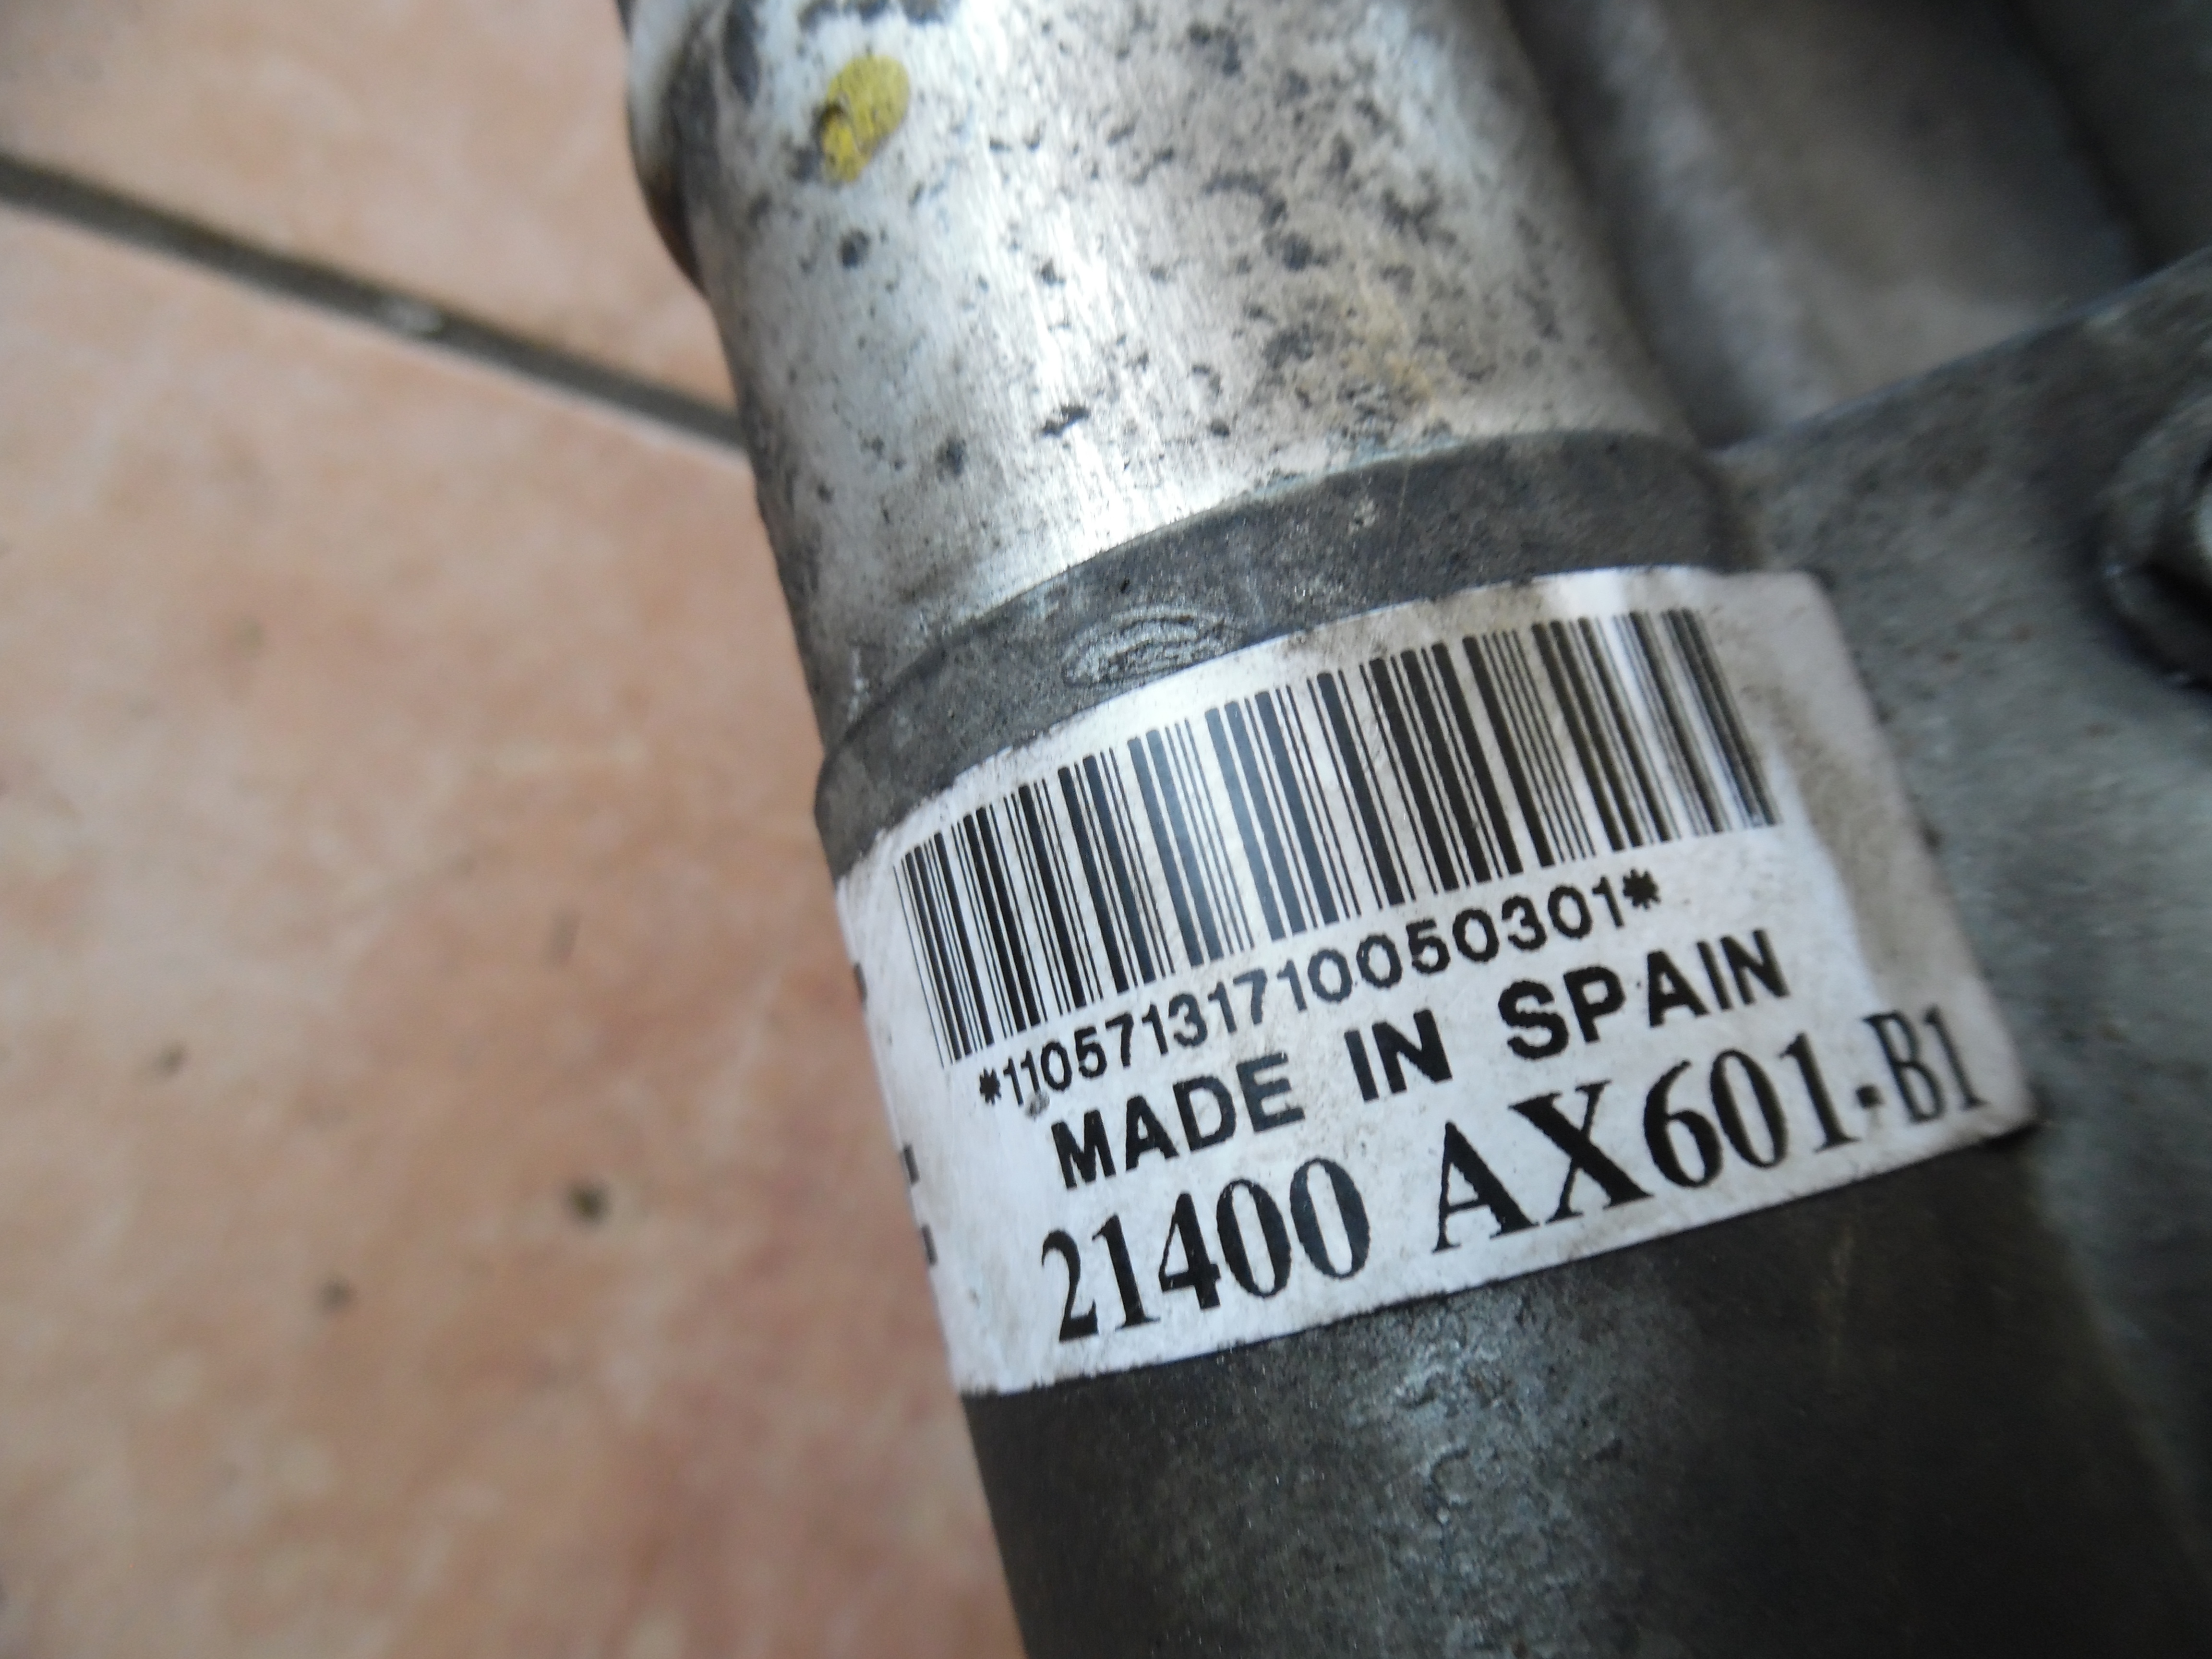 *1105713171005030​1*
MADE IN SPAIN
21400 AX601-B1